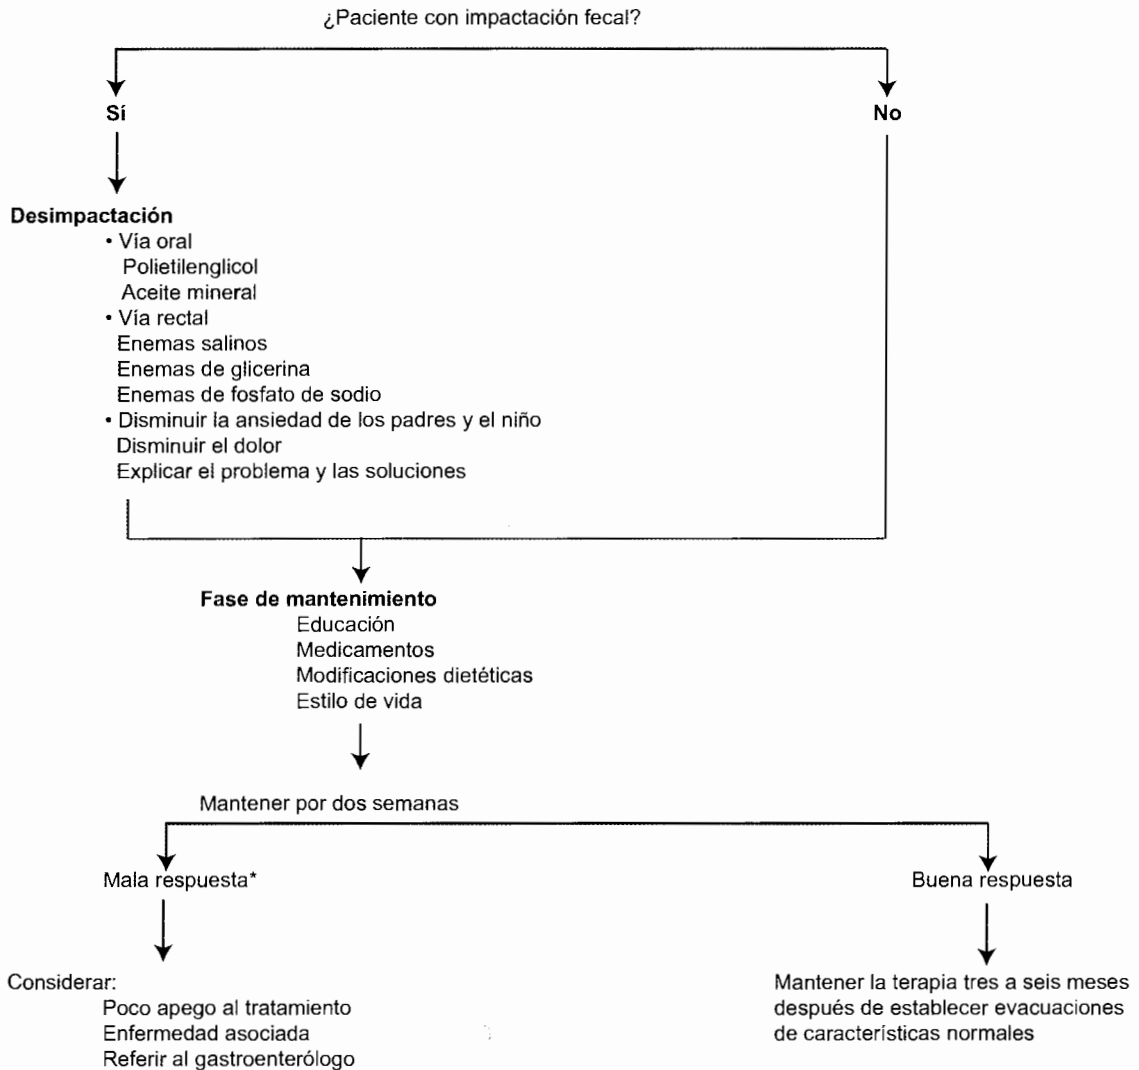 ¿Paciente con impactación fecal?
Sí
No
Desimpactación
• Vía oral
Polietilenglicol
Aceite mineral
• Vía rectal
Enemas salinos
Enemas de glicerina
Enemas de fosfato de sodio
• Disminuir la ansiedad de los padres y el niño
Disminuir el dolor
Explicar el problema y las soluciones
Fase de mantenimiento
Educación
Medicamentos
Modificaciones dietéticas
Estilo de vida
Mantener por dos semanas
Mala respuesta*
Buena respuesta
Considerar:
Poco apego al tratamiento
Enfermedad asociada
Referir al gastroenterólogo
Mantener la terapia tres a seis meses
después de establecer evacuaciones
de características normales